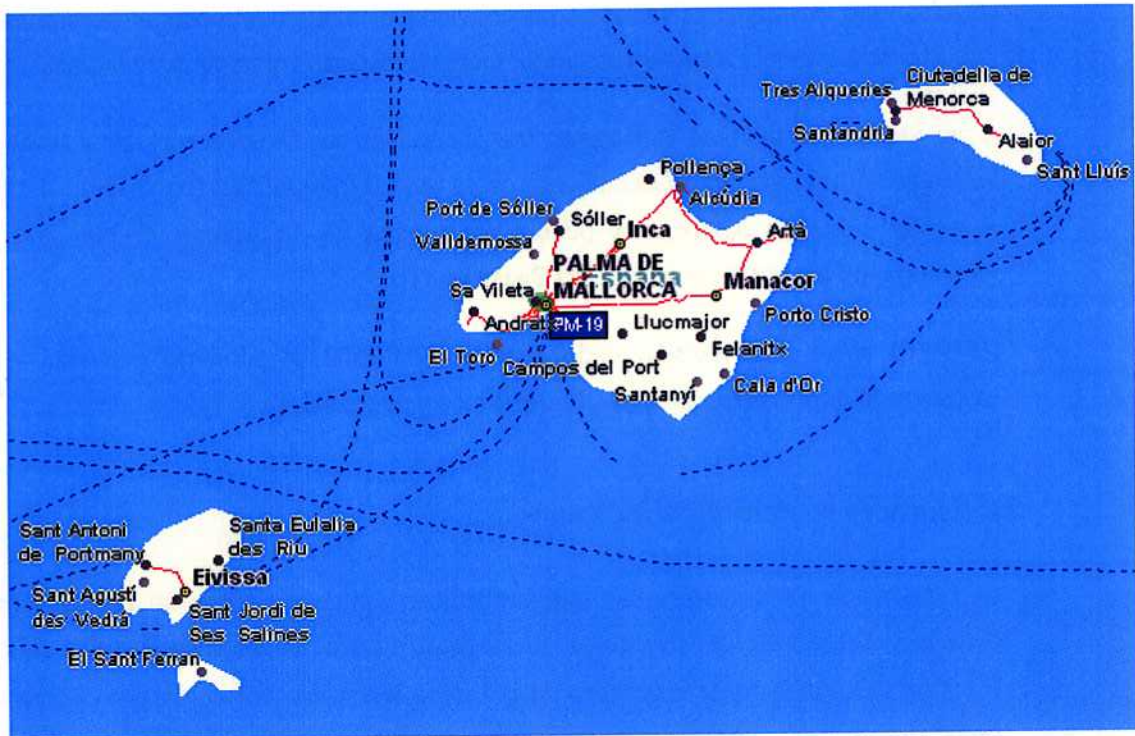 Ciutadella de
Tres Alqueries
Menorca
Santandria
Alaior
Sant Lluís
Pollença
Alcúdia
Port de Sóller
Sóller
Inca
Artà
Valldemossa
PALMA DE
España
Manacor
Sa Vileta
MALLORCA
Porto Cristo
Andratx
PM-19
Llucmajor
El Toro
Felanitx
Campos del Port
Cala d'Or
Santanyí
Sant Antoni
de Portmany
Santa Eulalia
des Riu
Eivissa
Sant Agustí
des Vedrá
Sant Jordi de
Ses Salines
El Sant Ferran